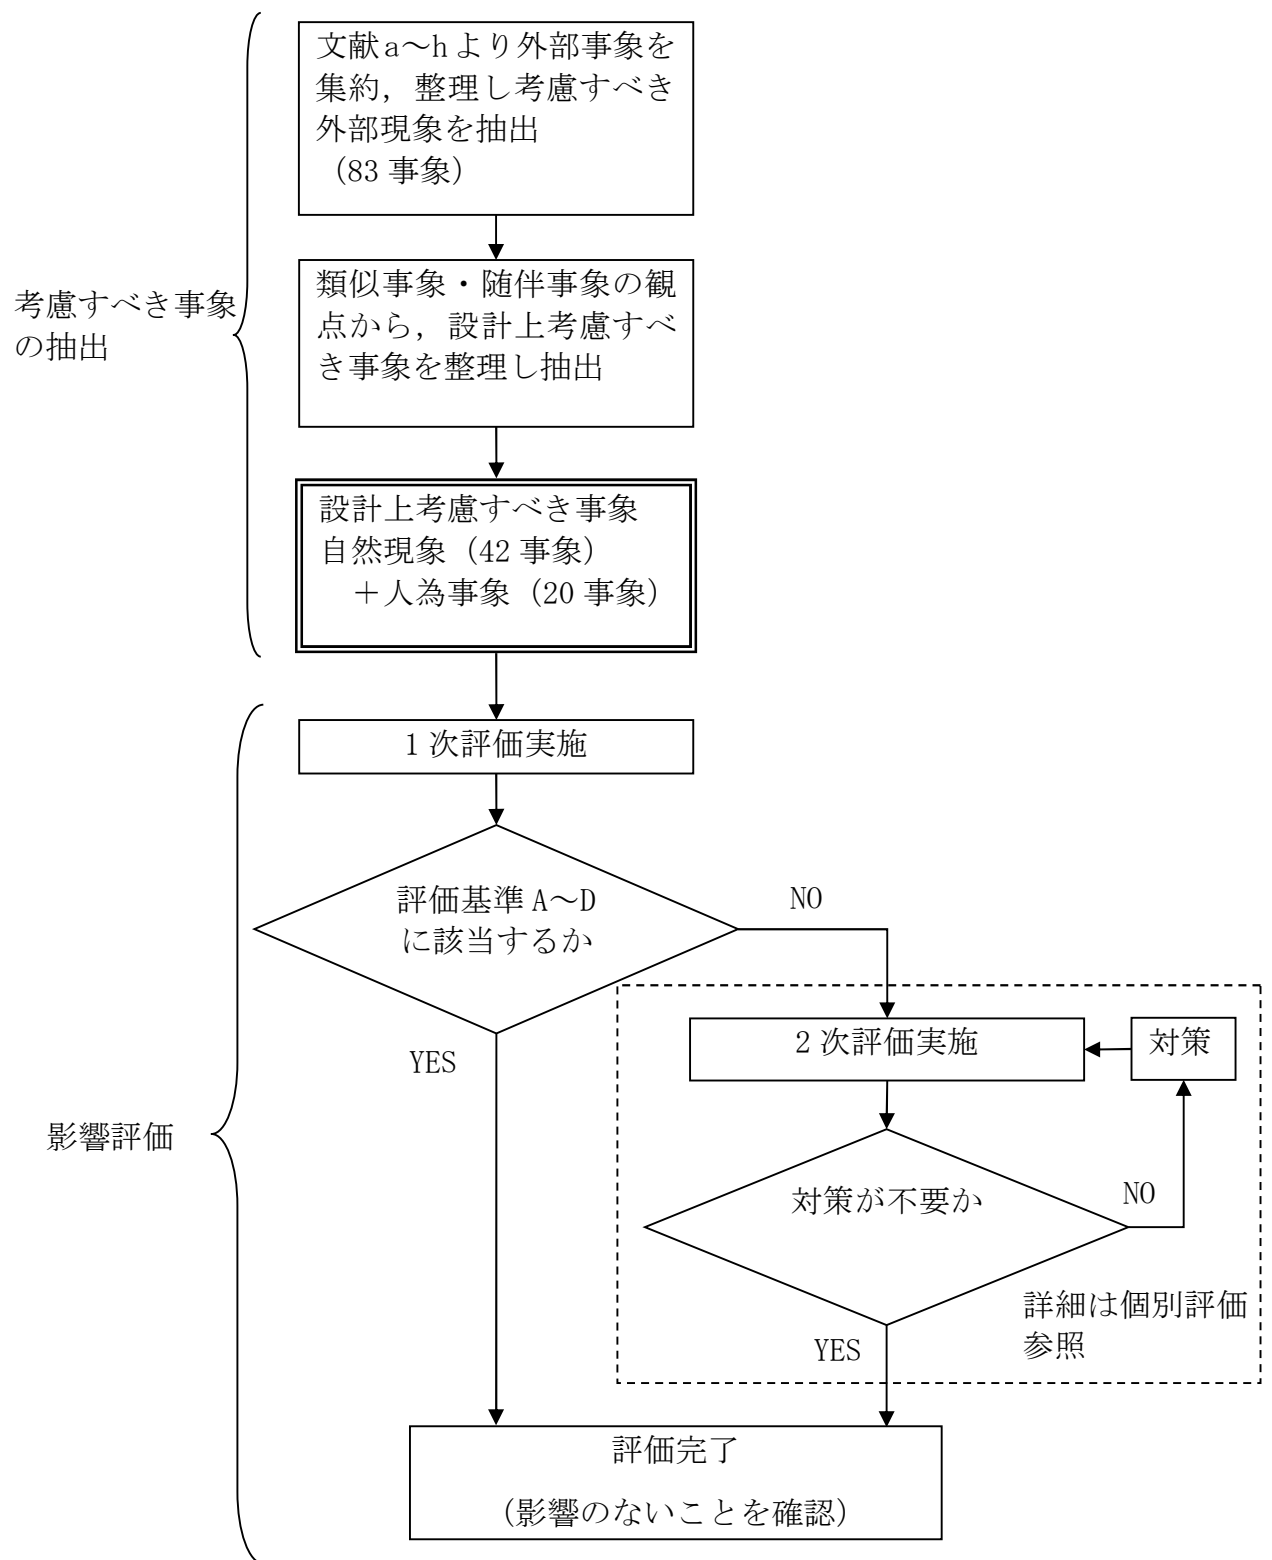 文献a～hより外部事象を
集約，整理し考慮すべき
外部現象を抽出
（83事象）
考慮すべき事象
の抽出
類似事象・随伴事象の観
点から，設計上考慮すべ
き事象を整理し抽出
設計上考慮すべき事象
自然現象（42事象）
＋人為事象（20事象）
影響評価
1次評価実施
評価基準A～D
に該当するか
NO
YES
2次評価実施
対策
対策が不要か
NO
YES
詳細は個別評価
参照
評価完了
（影響のないことを確認）